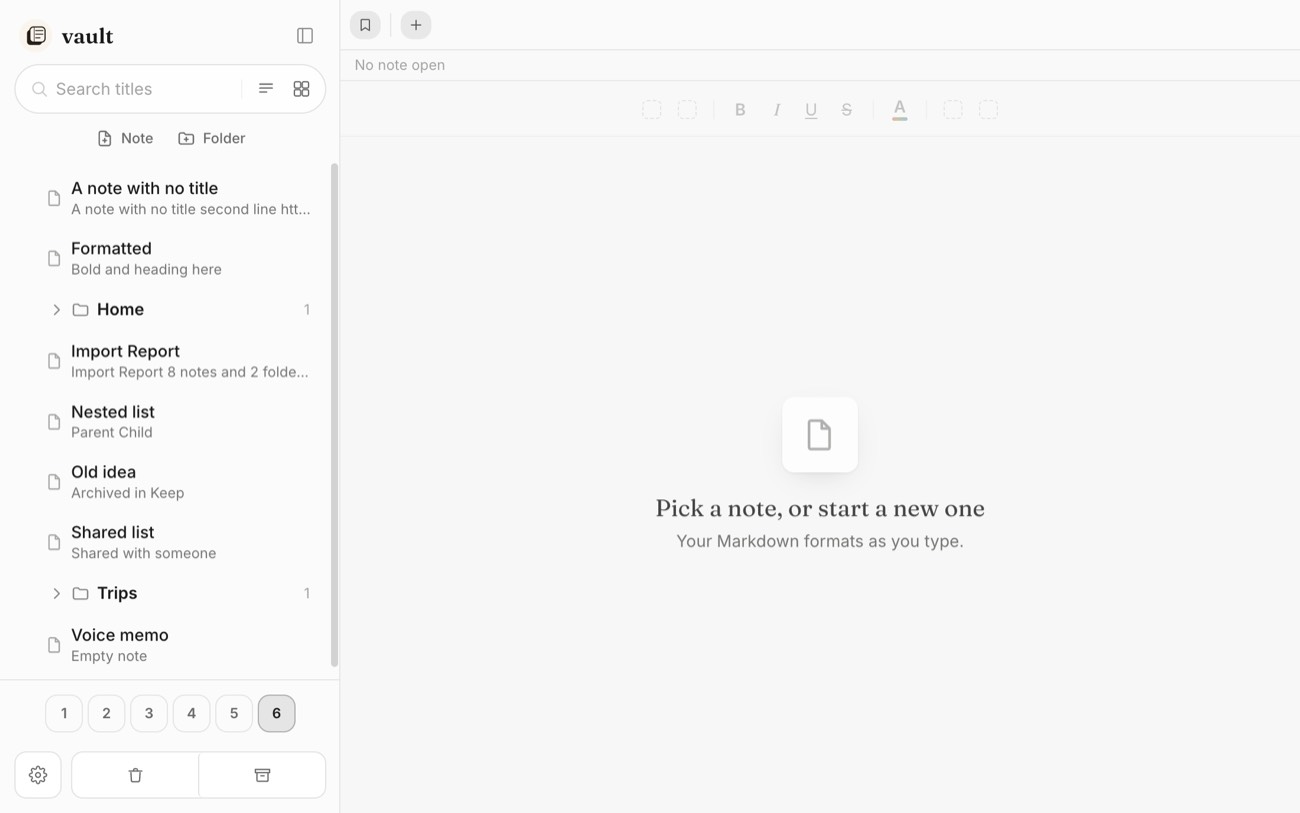 vault
Search titles
Note Folder
A note with no title
A note with no title second line htt...
Formatted
Bold and heading here
Home 1
Import Report
Import Report 8 notes and 2 folde...
Nested list
Parent Child
Old idea
Archived in Keep
Shared list
Shared with someone
Trips 1
Voice memo
Empty note
1 2 3 4 5 6
No note open
B I U S A
Pick a note, or start a new one
Your Markdown formats as you type.